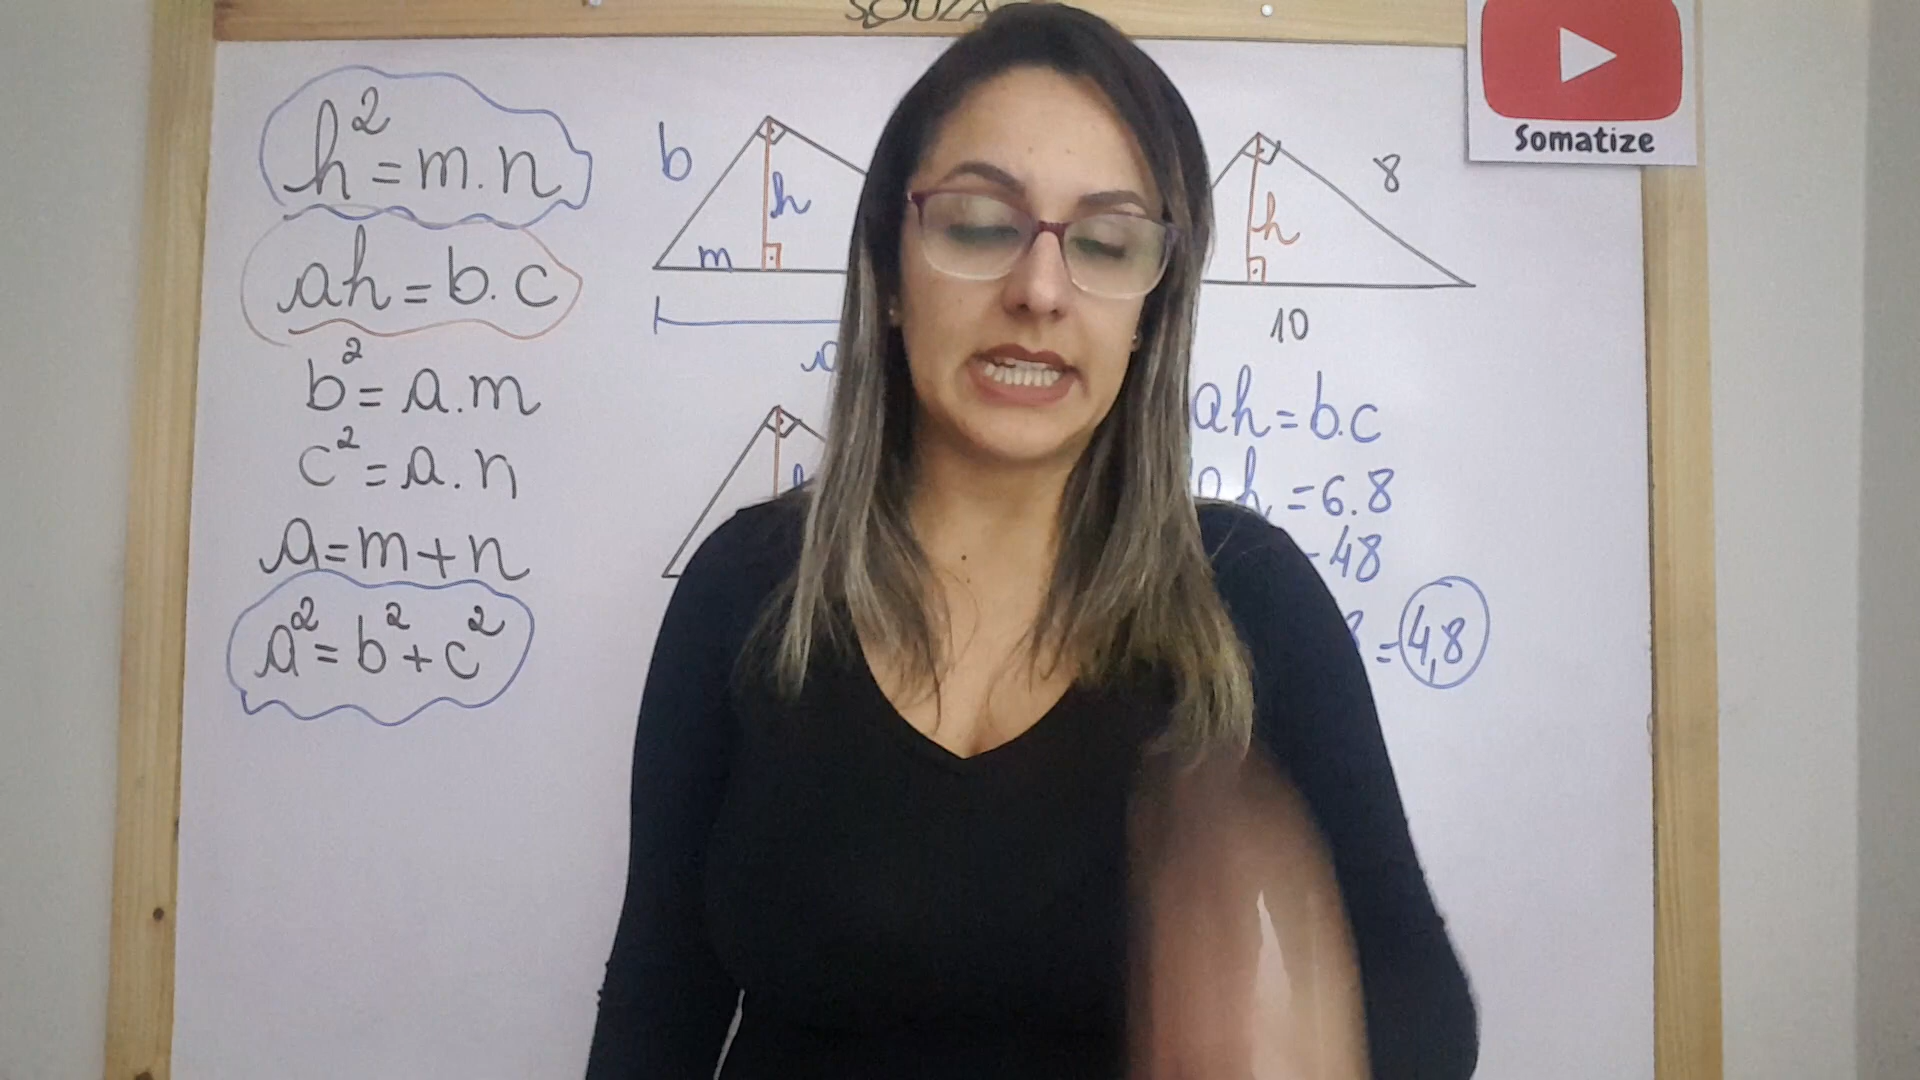 SOUZA
Somatize
h² = m.n
ah = b.c
b² = a.m
c² = a.n
a = m + n
a² = b² + c²
b
h
m
a
8
h
10
ah = b.c
h = 6.8
48
= 4,8